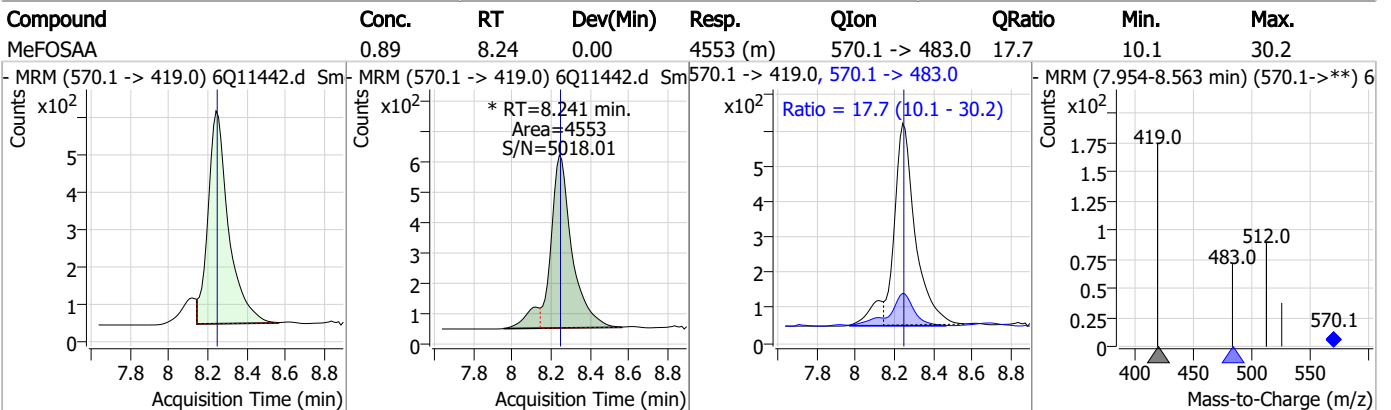 Compound Conc. RT Dev(Min) Resp. QIon QRatio Min. Max.
MeFOSAA 0.89 8.24 0.00 4553 (m) 570.1 -> 483.0 17.7 10.1 30.2
- MRM (570.1 -> 419.0) 6Q11442.d Sm
Counts
x10²
5
4
3
2
1
0
7.8 8 8.2 8.4 8.6 8.8
Acquisition Time (min)
- MRM (570.1 -> 419.0) 6Q11442.d Sm
Counts
x10²
* RT=8.241 min.
Area=4553
S/N=5018.01
6
5
4
3
2
1
0
7.8 8 8.2 8.4 8.6 8.8
Acquisition Time (min)
570.1 -> 419.0, 570.1 -> 483.0
x10²
Ratio = 17.7 (10.1 - 30.2)
5
4
3
2
1
0
7.8 8 8.2 8.4 8.6 8.8
Acquisition Time (min)
- MRM (7.954-8.563 min) (570.1->**) 6
Counts
x10²
419.0
1.75
1.5
1.25
1
0.75
0.5
0.25
0
512.0
483.0
570.1
400 450 500 550
Mass-to-Charge (m/z)